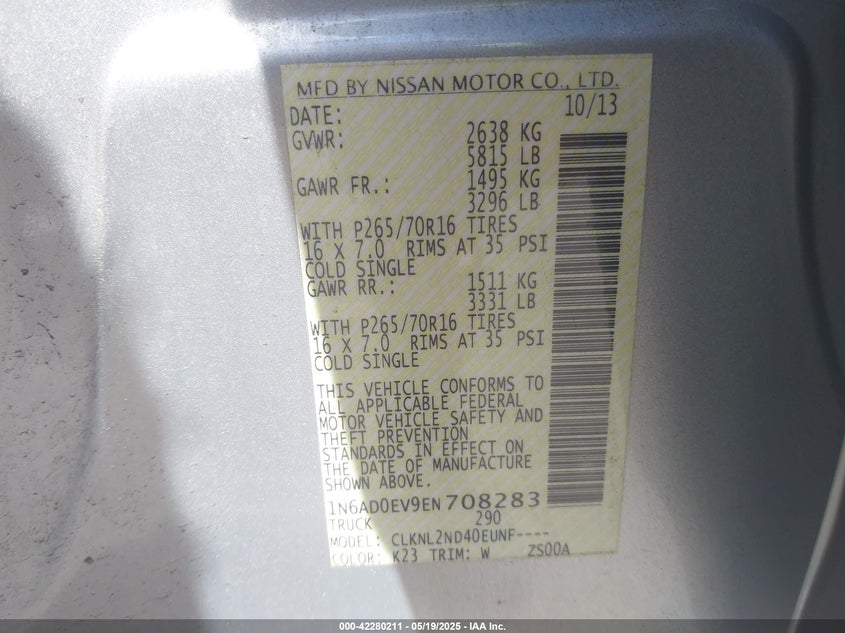 MFD BY NISSAN MOTOR CO., LTD.
DATE: 10/13
GVWR: 2638 KG
5815 LB
GAWR FR.: 1495 KG
3296 LB
WITH P265/70R16 TIRES
16 X 7.0 RIMS AT 35 PSI
COLD SINGLE
GAWR RR.: 1511 KG
3331 LB
WITH P265/70R16 TIRES
16 X 7.0 RIMS AT 35 PSI
COLD SINGLE
THIS VEHICLE CONFORMS TO
ALL APPLICABLE FEDERAL
MOTOR VEHICLE SAFETY AND
THEFT PREVENTION
STANDARDS IN EFFECT ON
THE DATE OF MANUFACTURE
SHOWN ABOVE.
1N6AD0EV9EN708283
TRUCK 290
MODEL: CLKNL2ND40EUNF----
COLOR: K23 TRIM: W ZS00A
000-42280211 - 05/19/2025 - IAA Inc.